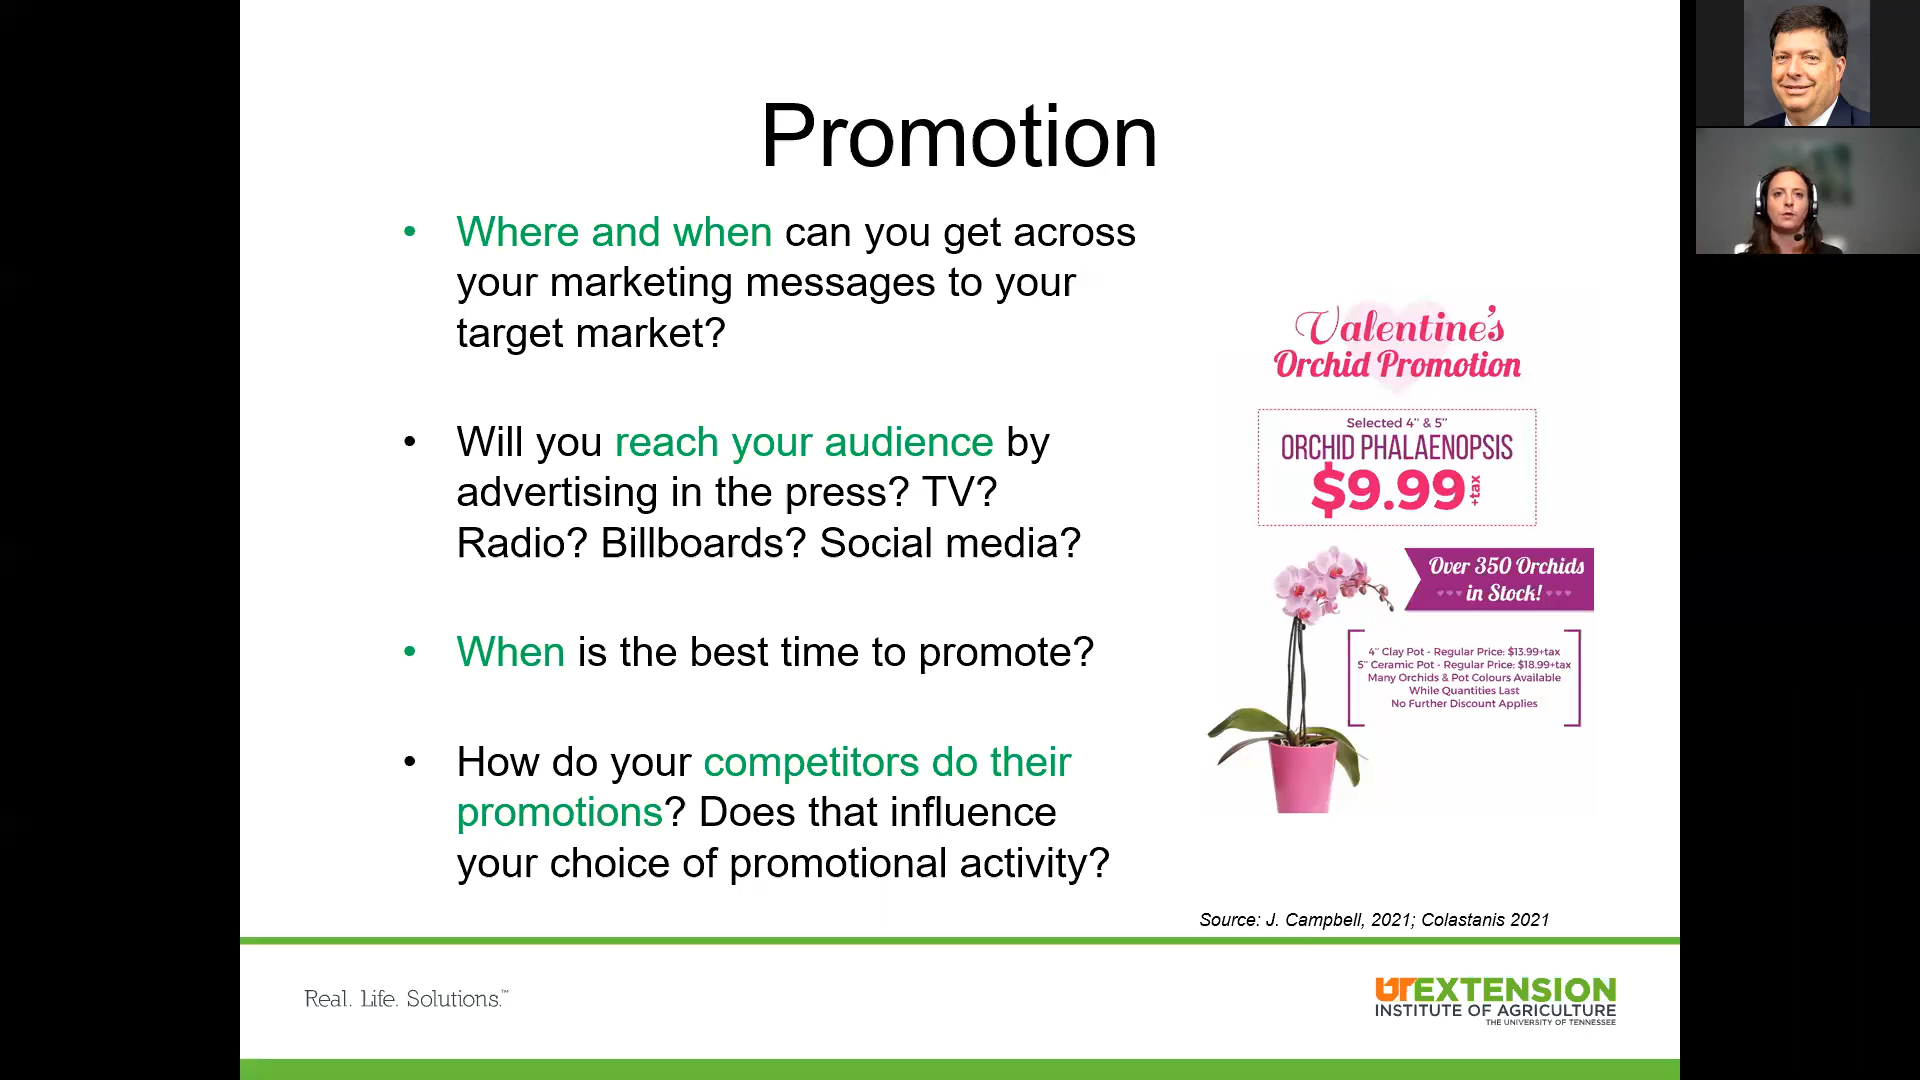 Promotion
• Where and when can you get across
your marketing messages to your
target market?
• Will you reach your audience by
advertising in the press? TV?
Radio? Billboards? Social media?
• When is the best time to promote?
• How do your competitors do their
promotions? Does that influence
your choice of promotional activity?
Valentine's
Orchid Promotion
Selected 4" & 5"
ORCHID PHALAENOPSIS
$9.99 +tax
Over 350 Orchids
in Stock!
4" Clay Pot - Regular Price: $13.99+tax
5" Ceramic Pot - Regular Price: $18.99+tax
Many Orchids & Pot Colours Available
While Quantities Last
No Further Discount Applies
Source: J. Campbell, 2021; Colastanis 2021
Real. Life. Solutions.™
UTEXTENSION
INSTITUTE OF AGRICULTURE
THE UNIVERSITY OF TENNESSEE